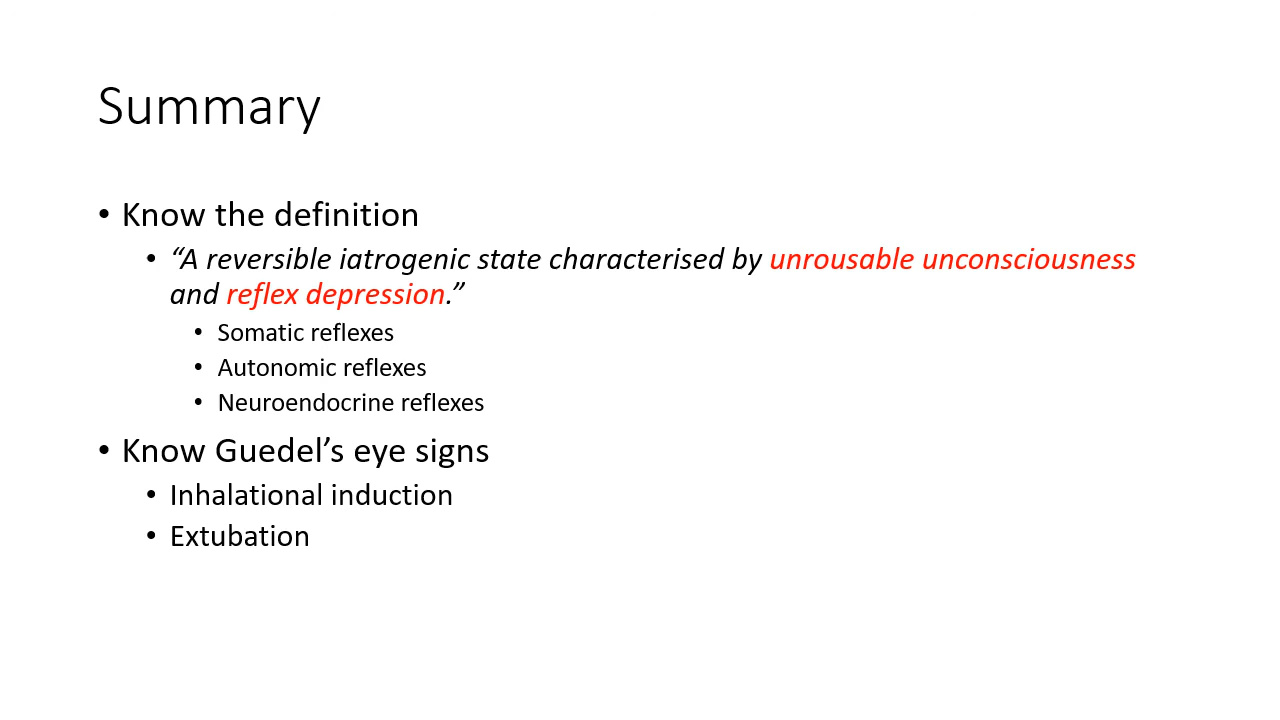 Summary
• Know the definition
• “A reversible iatrogenic state characterised by unrousable unconsciousness
and reflex depression.”
• Somatic reflexes
• Autonomic reflexes
• Neuroendocrine reflexes
• Know Guedel’s eye signs
• Inhalational induction
• Extubation